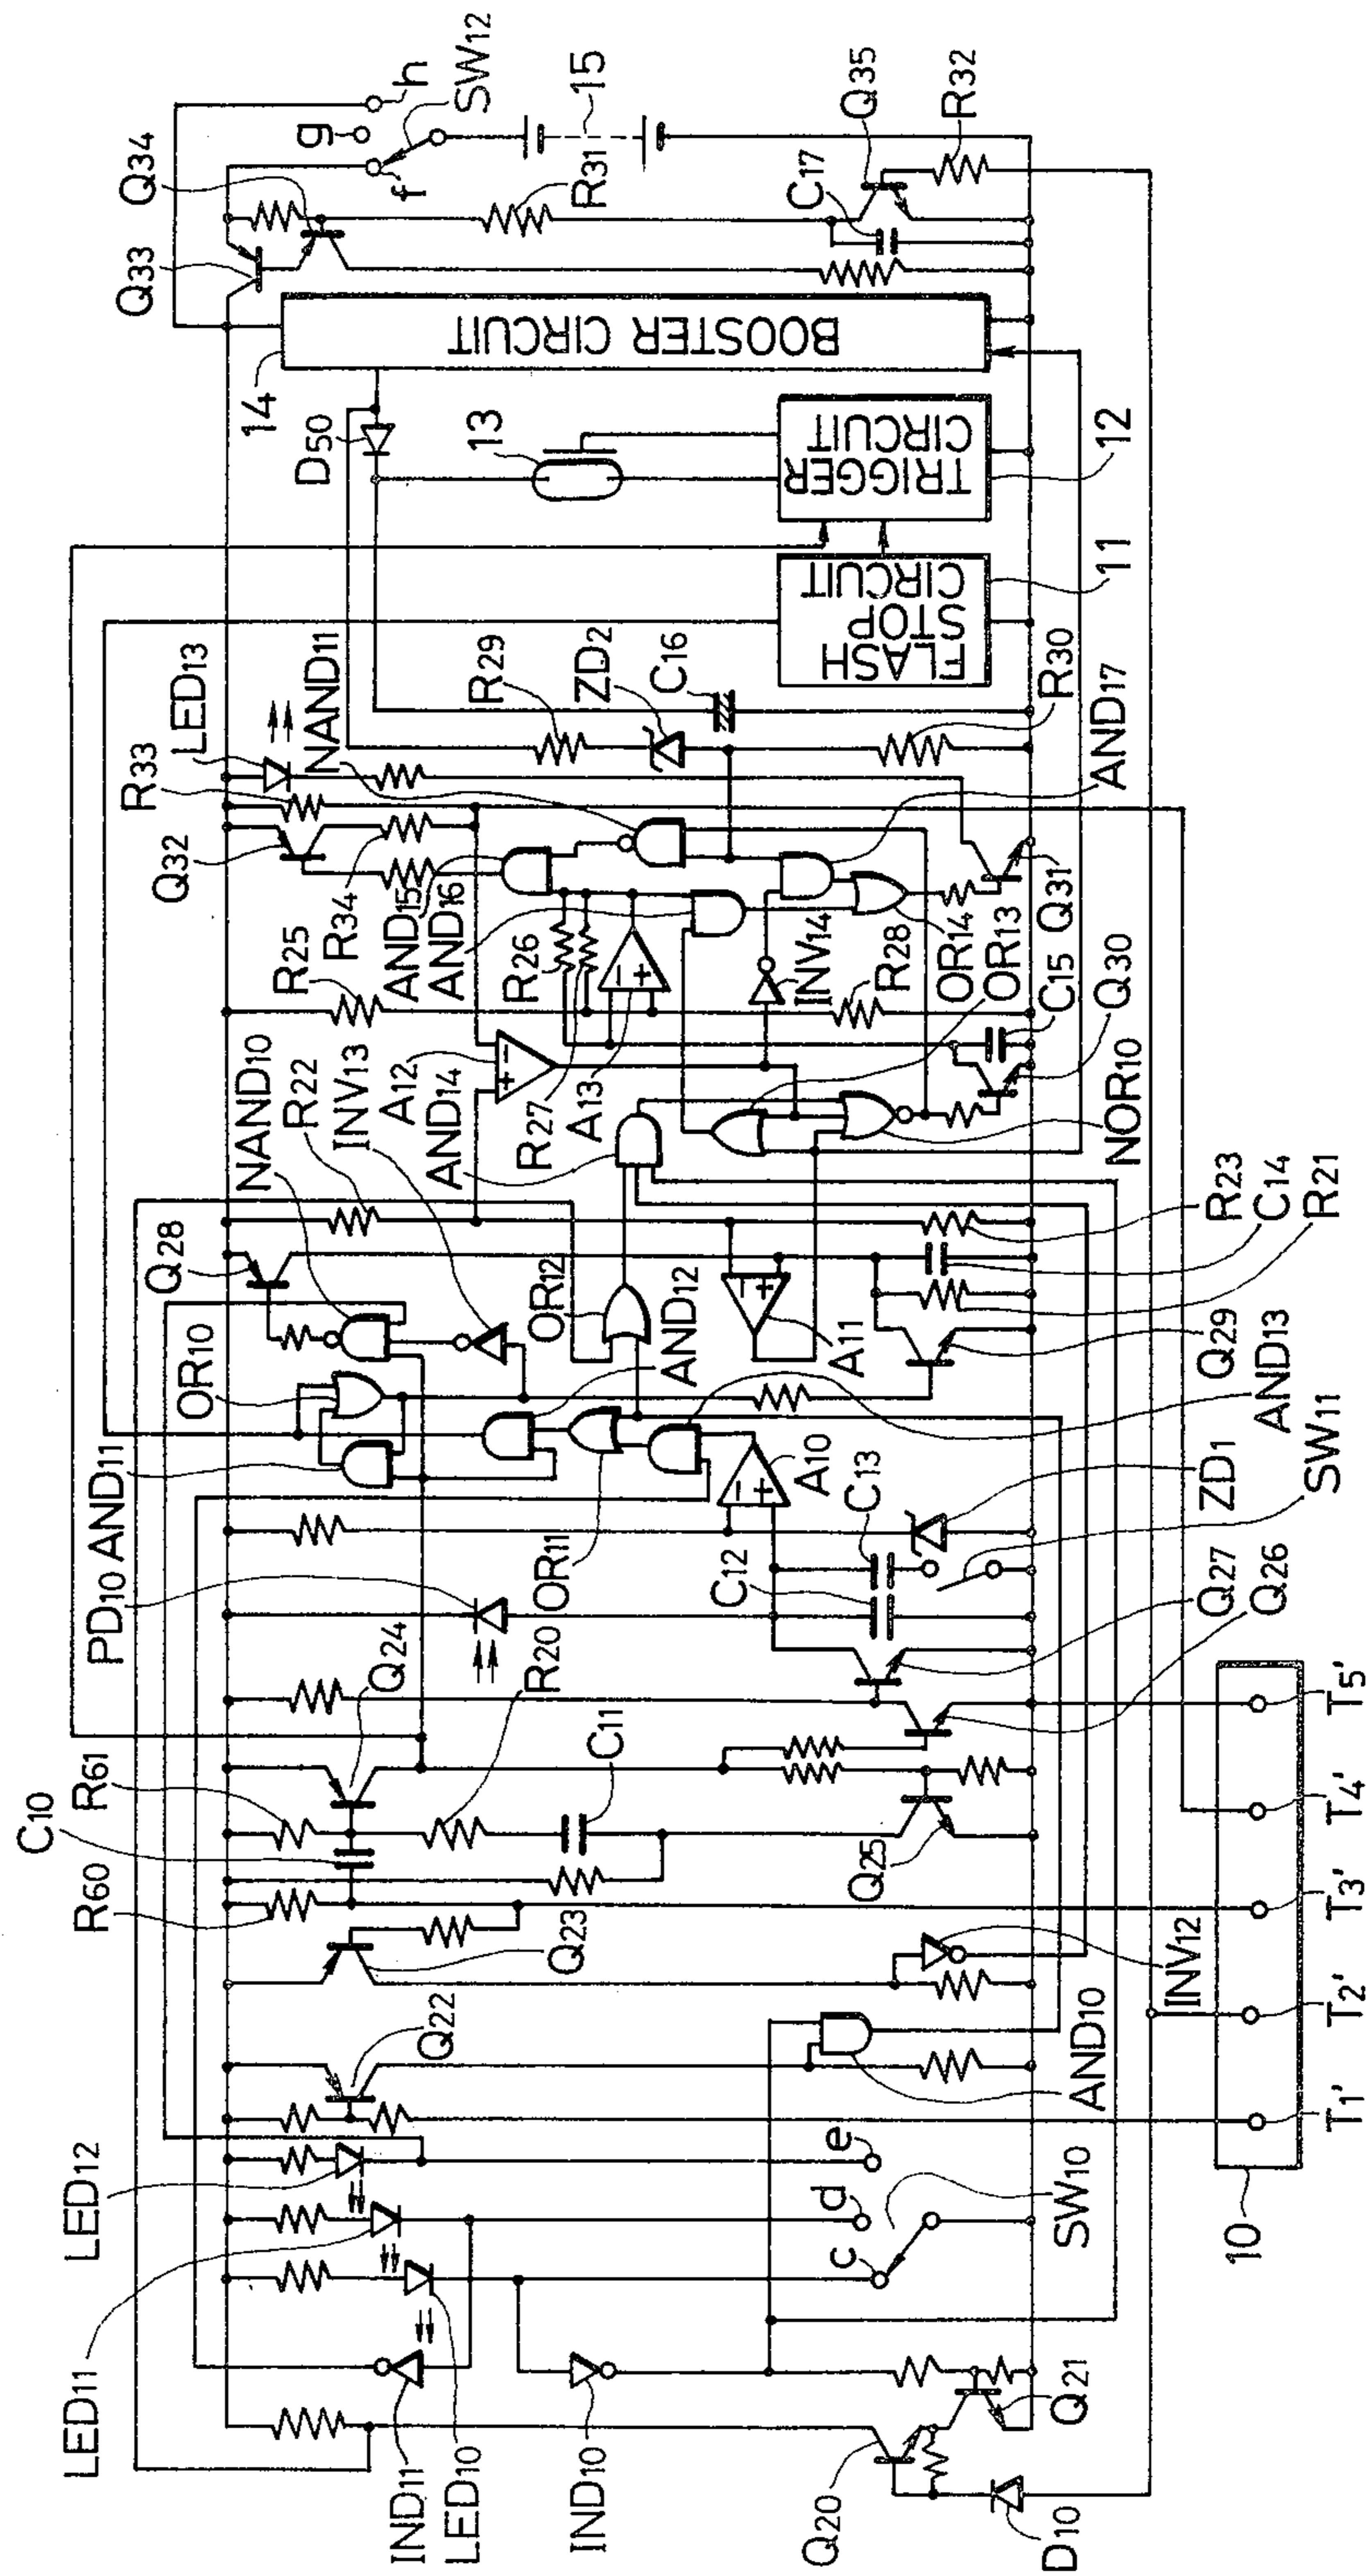 LED11
LED12
IND11
LED10
IND10
Q20
D10
Q21
Q22
c
d
e
SW10
AND10
INV12
10
T1'
T2'
T3'
T4'
T5'
C10
R60
R61
Q23
Q24
R20
C11
Q25
PD10
AND11
OR10
OR11
C12
C13
A10
Q26
Q27
ZD1
SW11
AND13
Q29
R21
C14
R23
Q28
NAND10
R22
INV13
OR12
AND12
A11
A12
AND14
R27
A13
R25
R26
R34
AND15
AND16
Q32
R33
LED13
NAND11
INV14
R28
OR14
OR13
C15
Q30
NOR10
Q31
AND17
R30
R29
ZD2
C16
FLASH
STOP
CIRCUIT
11
TRIGGER
CIRCUIT
12
13
D50
14
BOOSTER CIRCUIT
Q33
Q34
f
g
h
SW12
15
R31
C17
Q35
R32